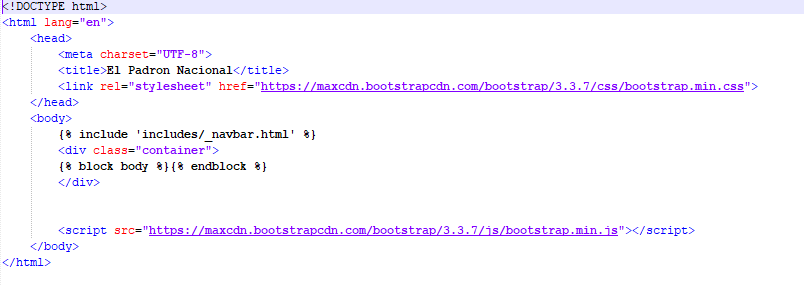 <!DOCTYPE html>
<html lang="en">
<head>
<meta charset="UTF-8">
<title>El Padron Nacional</title>
<link rel="stylesheet" href="https://maxcdn.bootstrapcdn.com/bootstrap/3.3.7/css/bootstrap.min.css">
</head>
<body>
{% include 'includes/_navbar.html' %}
<div class="container">
{% block body %}{% endblock %}
</div>
<script src="https://maxcdn.bootstrapcdn.com/bootstrap/3.3.7/js/bootstrap.min.js"></script>
</body>
</html>